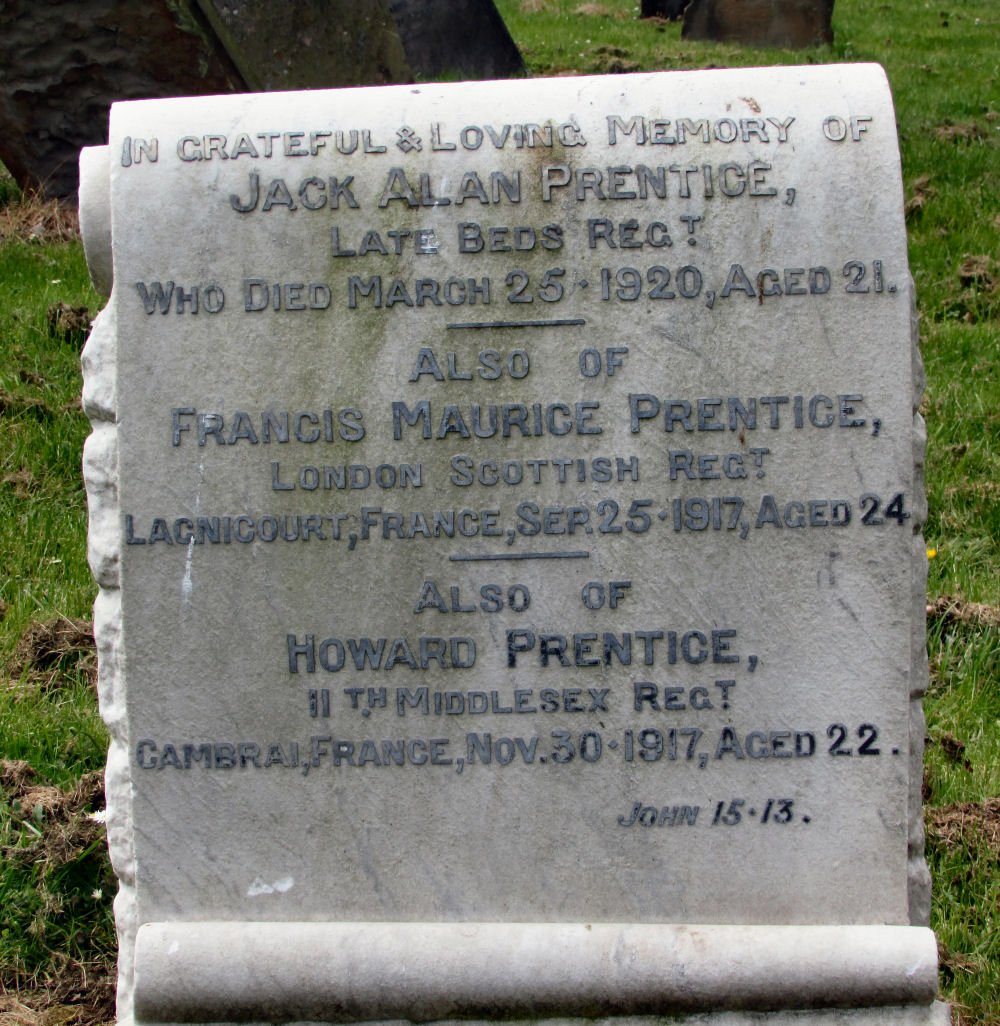 In grateful & Loving Memory of
Jack Alan Prentice,
Late Beds Regt.
Who Died March 25·1920, Aged 21.
Also of
Francis Maurice Prentice,
London Scottish Regt
Lagnicourt, France, Sep. 25·1917, Aged 24.
Also of
Howard Prentice,
11th Middlesex Regt.
Cambrai, France, Nov. 30·1917, Aged 22.
John 15·13.